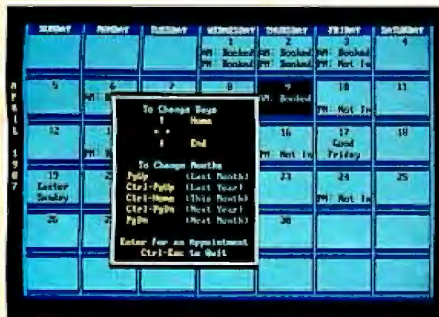 SUNDAY MONDAY TUESDAY WEDNESDAY THURSDAY FRIDAY SATURDAY
1 2 3 4
AM: Booked AM: Booked AM: Booked
PM: Booked PM: Booked PM: Not In
April 1987
5 6 7 8 9 10 11
AM: Booked
PM: Not In
12 16 17 18
PM: Not In Good
Friday
19 23 24 25
Easter
Sunday
PM: Not In
26 30
To Change Days
Home
End
To Change Months
PgUp (Last Month)
Ctrl-PgUp (Last Year)
Ctrl-Home (This Month)
Ctrl-PgDn (Next Year)
PgDn (Next Month)
Enter for an Appointment
Ctrl-Esc to Quit